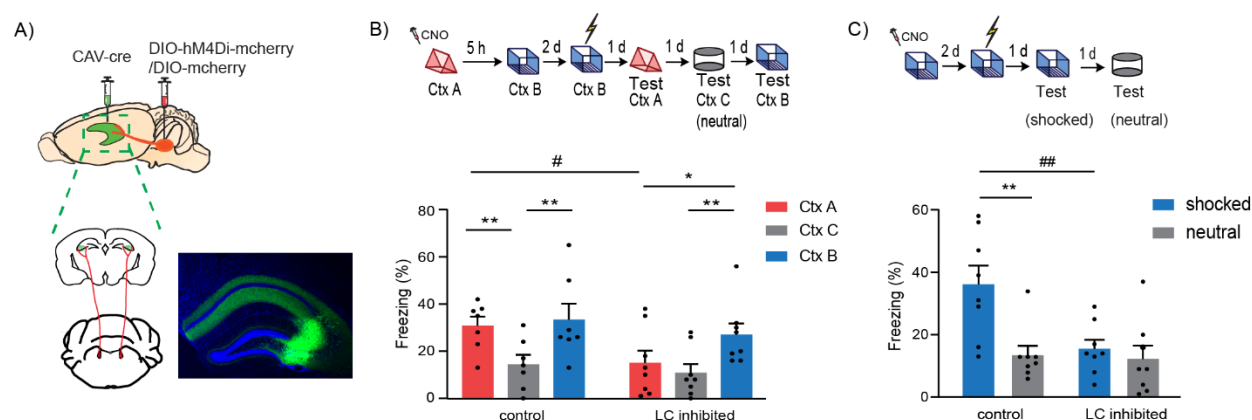 A)
CAV-cre
DIO-hM4Di-mcherry
/DIO-mcherry
B)
CNO
5 h
2 d
1 d
1 d
1 d
Ctx A
Ctx B
Ctx B
Test
Ctx A
Test
Ctx C
(neutral)
Test
Ctx B
#
*
**
**
**
Ctx A
Ctx C
Ctx B
Freezing (%)
80
60
40
20
0
control
LC inhibited
C)
CNO
2 d
1 d
1 d
Test
(shocked)
Test
(neutral)
##
**
shocked
neutral
Freezing (%)
60
40
20
0
control
LC inhibited